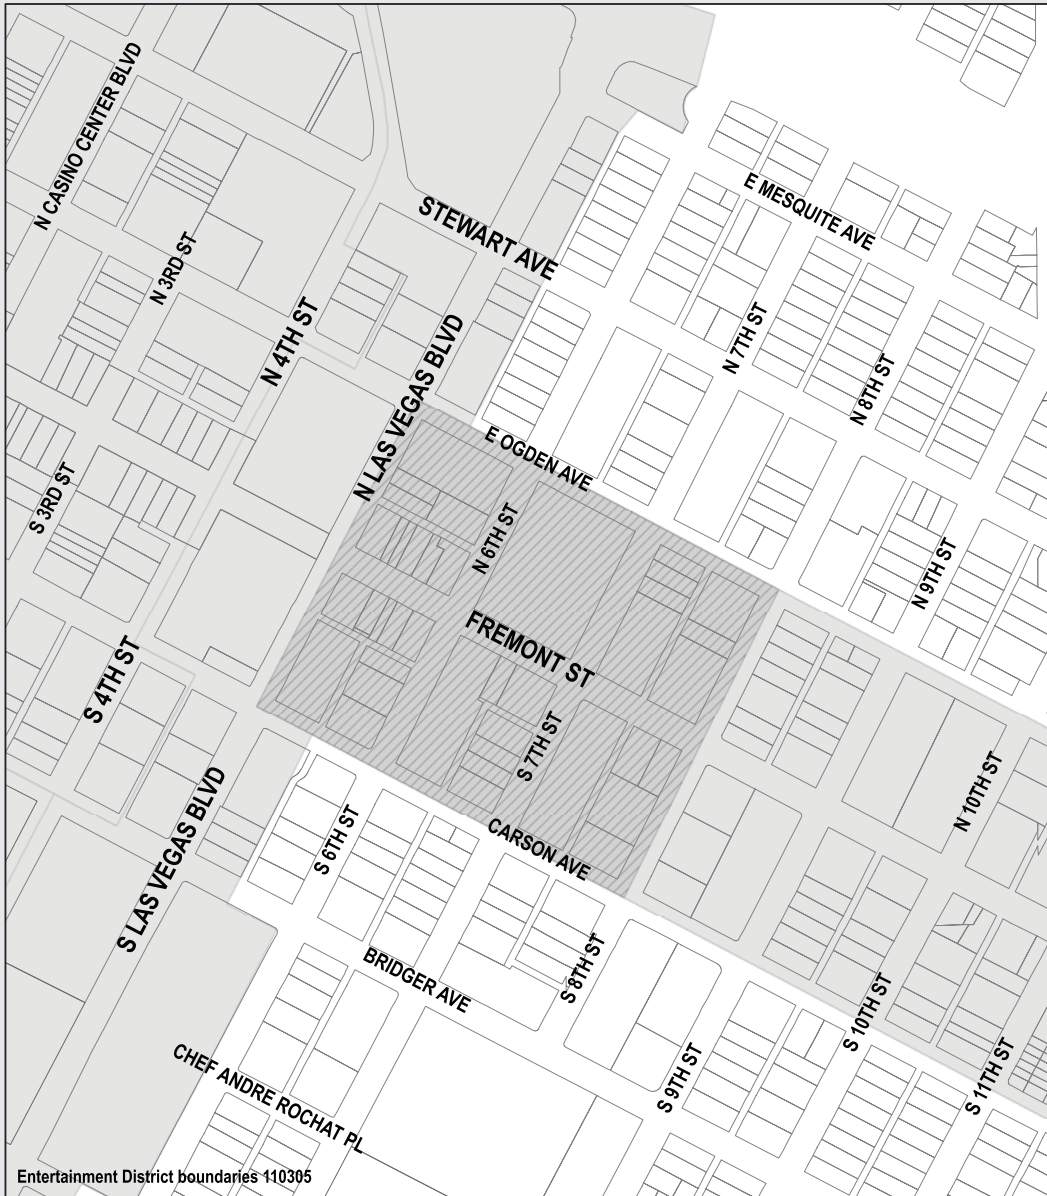 N CASINO CENTER BLVD
STEWART AVE
E MESQUITE AVE
N 3RD ST
N 4TH ST
N LAS VEGAS BLVD
N 7TH ST
N 8TH ST
E OGDEN AVE
S 3RD ST
N 6TH ST
N 9TH ST
FREMONT ST
S 4TH ST
S 7TH ST
N 10TH ST
S LAS VEGAS BLVD
S 6TH ST
CARSON AVE
BRIDGER AVE
S 8TH ST
S 10TH ST
S 9TH ST
S 11TH ST
CHEF ANDRE ROCHAT PL
Entertainment District boundaries 110305